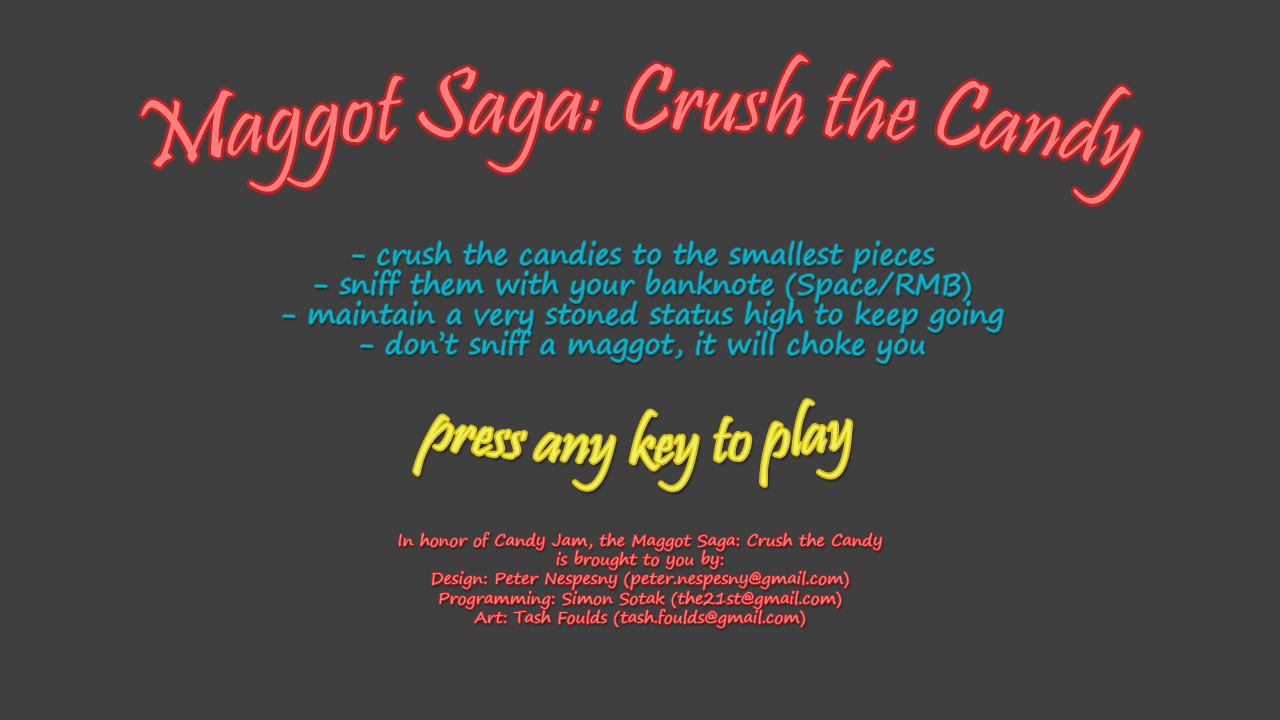 Maggot Saga: Crush the Candy
- crush the candies to the smallest pieces
- sniff them with your banknote (Space/RMB)
- maintain a very stoned status high to keep going
- don't sniff a maggot, it will choke you
press any key to play
In honor of Candy Jam, the Maggot Saga: Crush the Candy
is brought to you by:
Design: Peter Nespesny (peter.nespesny@gmail.com)
Programming: Simon Sotak (the21st@gmail.com)
Art: Tash Foulds (tash.foulds@gmail.com)